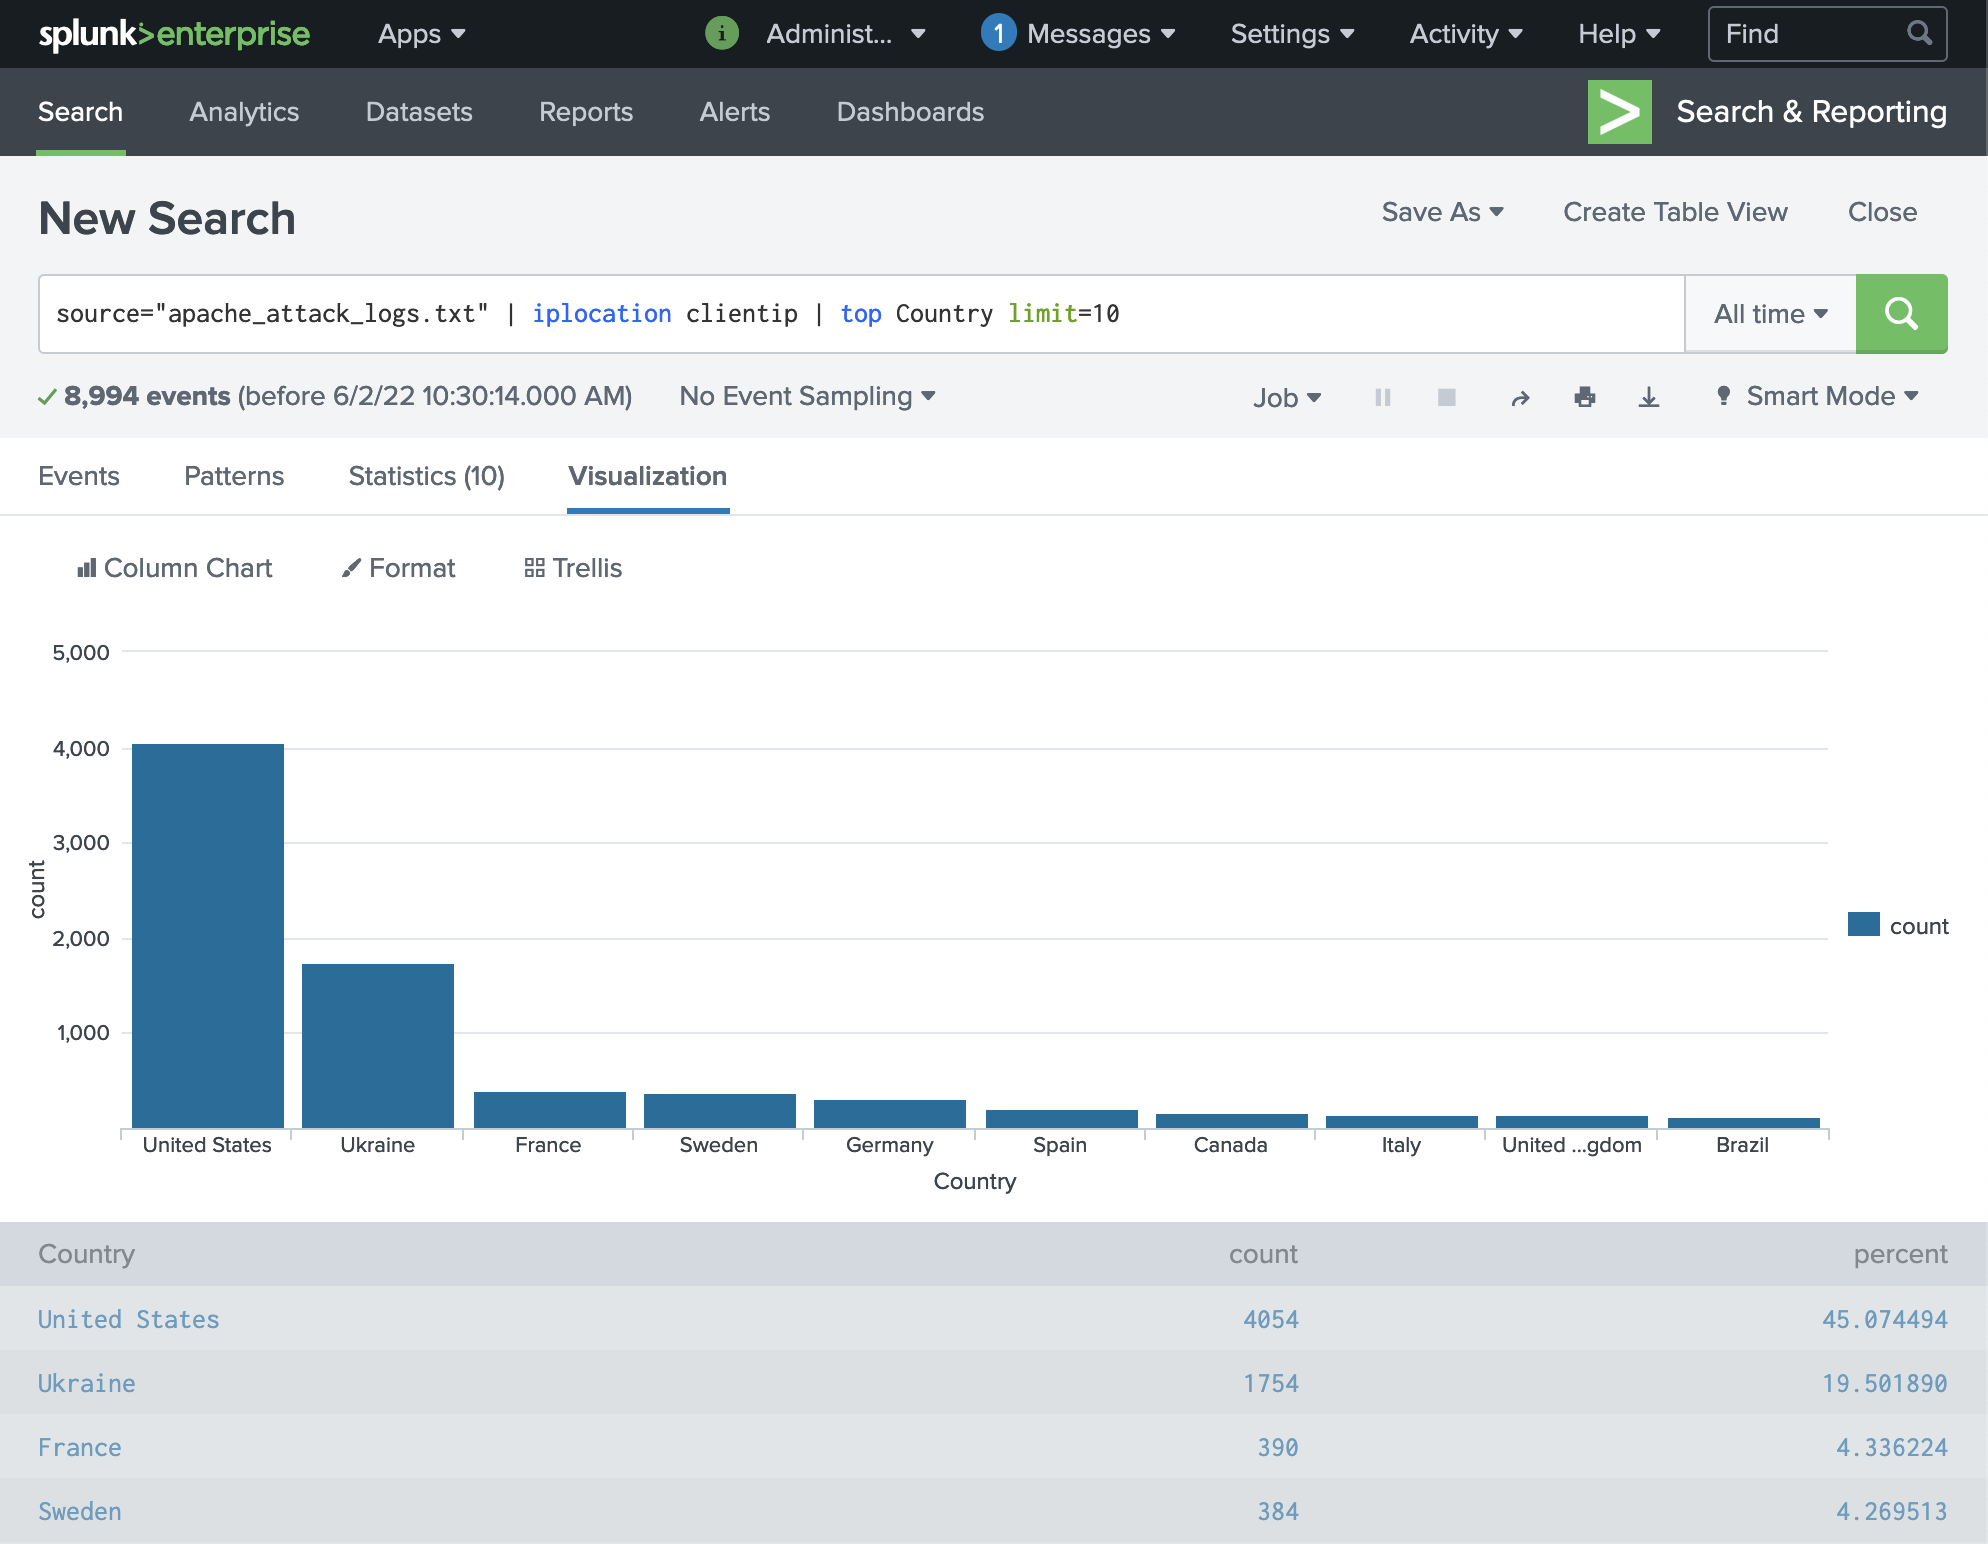 splunk>enterprise Apps i Administ... 1 Messages Settings Activity Help Find
Search Analytics Datasets Reports Alerts Dashboards Search & Reporting
New Search Save As Create Table View Close
source="apache_attack_logs.txt" | iplocation clientip | top Country limit=10 All time
8,994 events (before 6/2/22 10:30:14.000 AM) No Event Sampling Job Smart Mode
Events Patterns Statistics (10) Visualization
Column Chart Format Trellis
5,000
4,000
3,000
count
2,000
count
1,000
United States Ukraine France Sweden Germany Spain Canada Italy United ...gdom Brazil
Country
Country count percent
United States 4054 45.074494
Ukraine 1754 19.501890
France 390 4.336224
Sweden 384 4.269513